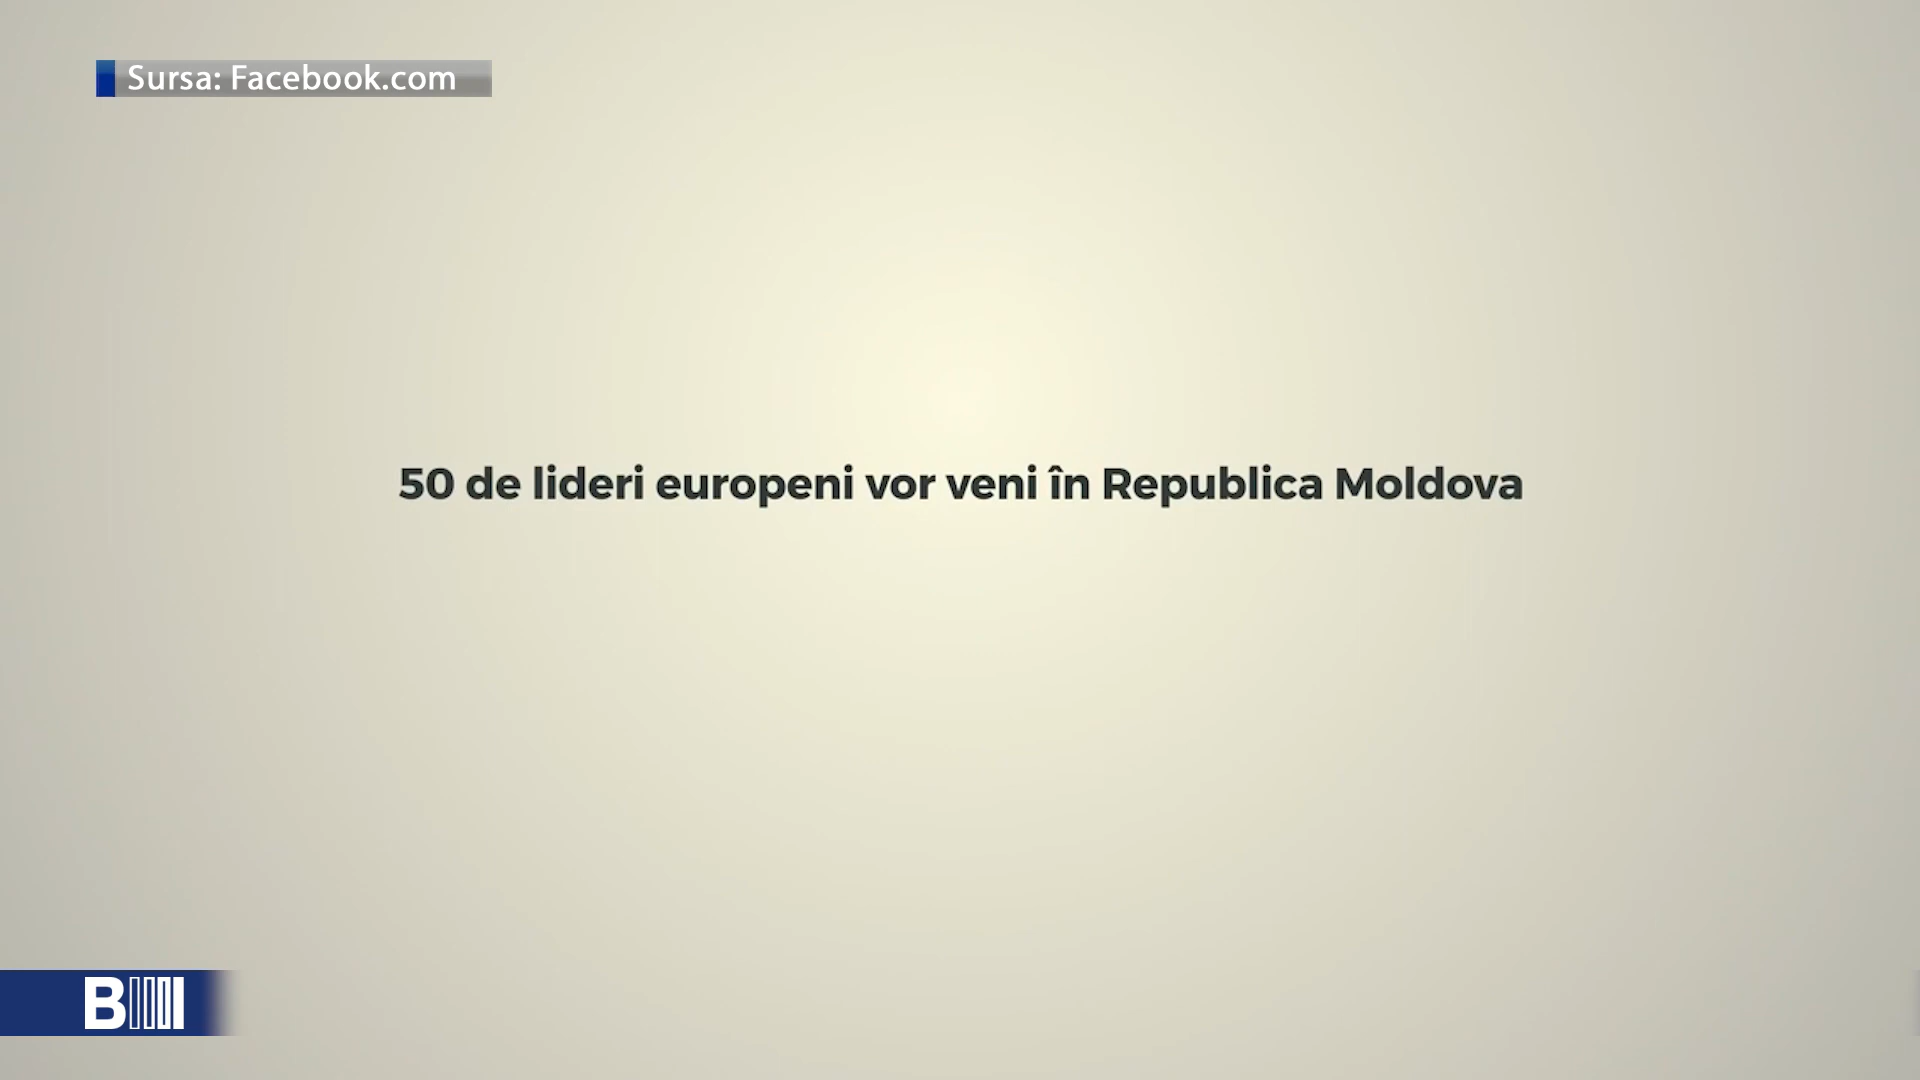 Sursa: Facebook.com
50 de lideri europeni vor veni în Republica Moldova
B